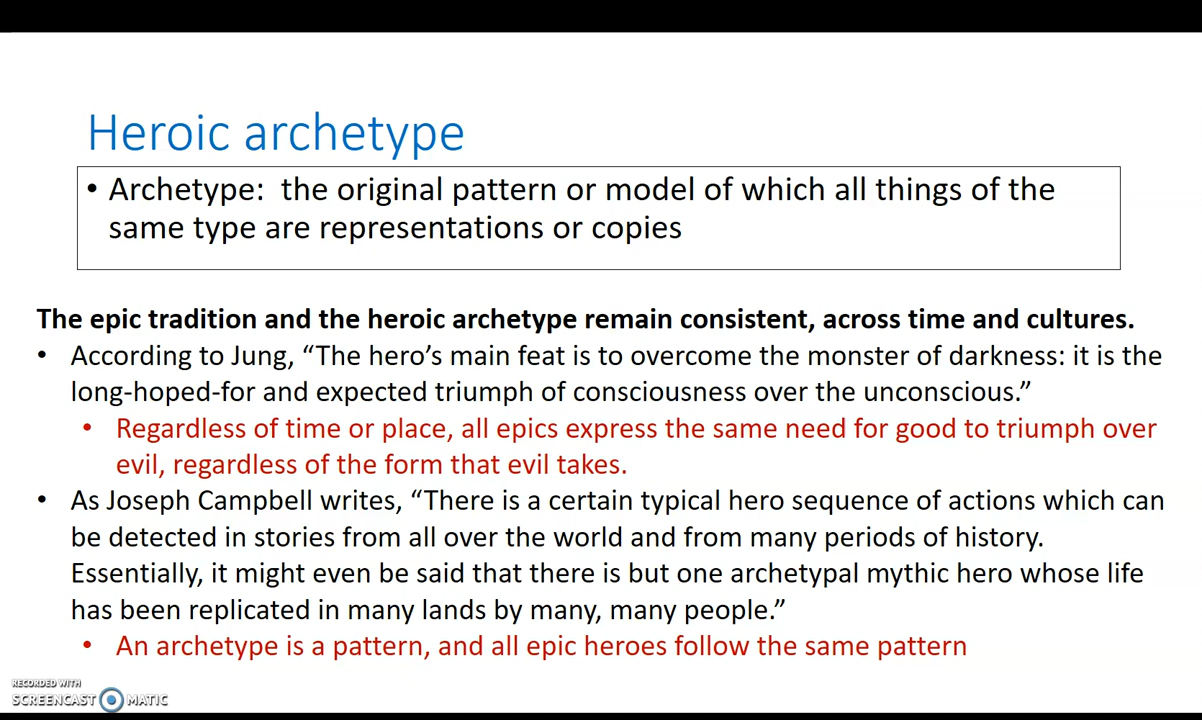 Heroic archetype
• Archetype:  the original pattern or model of which all things of the
same type are representations or copies
The epic tradition and the heroic archetype remain consistent, across time and cultures.
• According to Jung, “The hero’s main feat is to overcome the monster of darkness: it is the
long-hoped-for and expected triumph of consciousness over the unconscious.”
• Regardless of time or place, all epics express the same need for good to triumph over
evil, regardless of the form that evil takes.
• As Joseph Campbell writes, “There is a certain typical hero sequence of actions which can
be detected in stories from all over the world and from many periods of history.
Essentially, it might even be said that there is but one archetypal mythic hero whose life
has been replicated in many lands by many, many people.”
• An archetype is a pattern, and all epic heroes follow the same pattern
RECORDED WITH
SCREENCAST MATIC